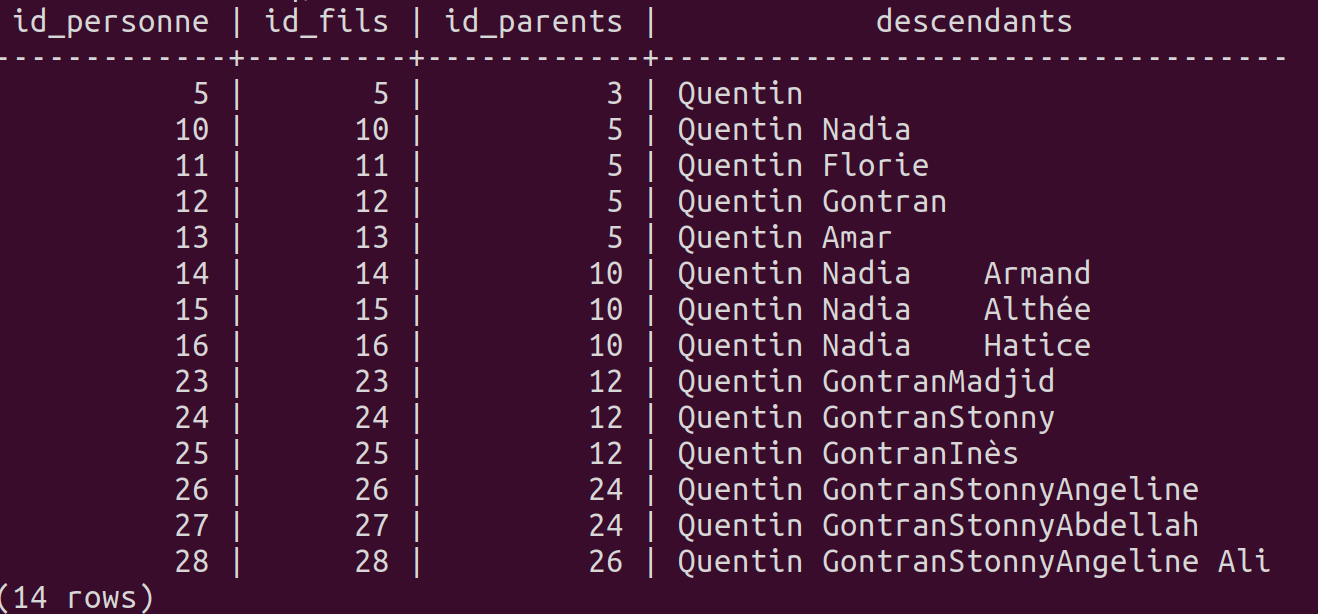 id_personne | id_fils | id_parents |            descendants
-------------+---------+------------+-----------------------------------
           5 |       5 |          3 | Quentin
          10 |      10 |          5 | Quentin Nadia
          11 |      11 |          5 | Quentin Florie
          12 |      12 |          5 | Quentin Gontran
          13 |      13 |          5 | Quentin Amar
          14 |      14 |         10 | Quentin Nadia    Armand
          15 |      15 |         10 | Quentin Nadia    Althée
          16 |      16 |         10 | Quentin Nadia    Hatice
          23 |      23 |         12 | Quentin GontranMadjid
          24 |      24 |         12 | Quentin GontranStonny
          25 |      25 |         12 | Quentin GontranInès
          26 |      26 |         24 | Quentin GontranStonnyAngeline
          27 |      27 |         24 | Quentin GontranStonnyAbdellah
          28 |      28 |         26 | Quentin GontranStonnyAngeline Ali
(14 rows)